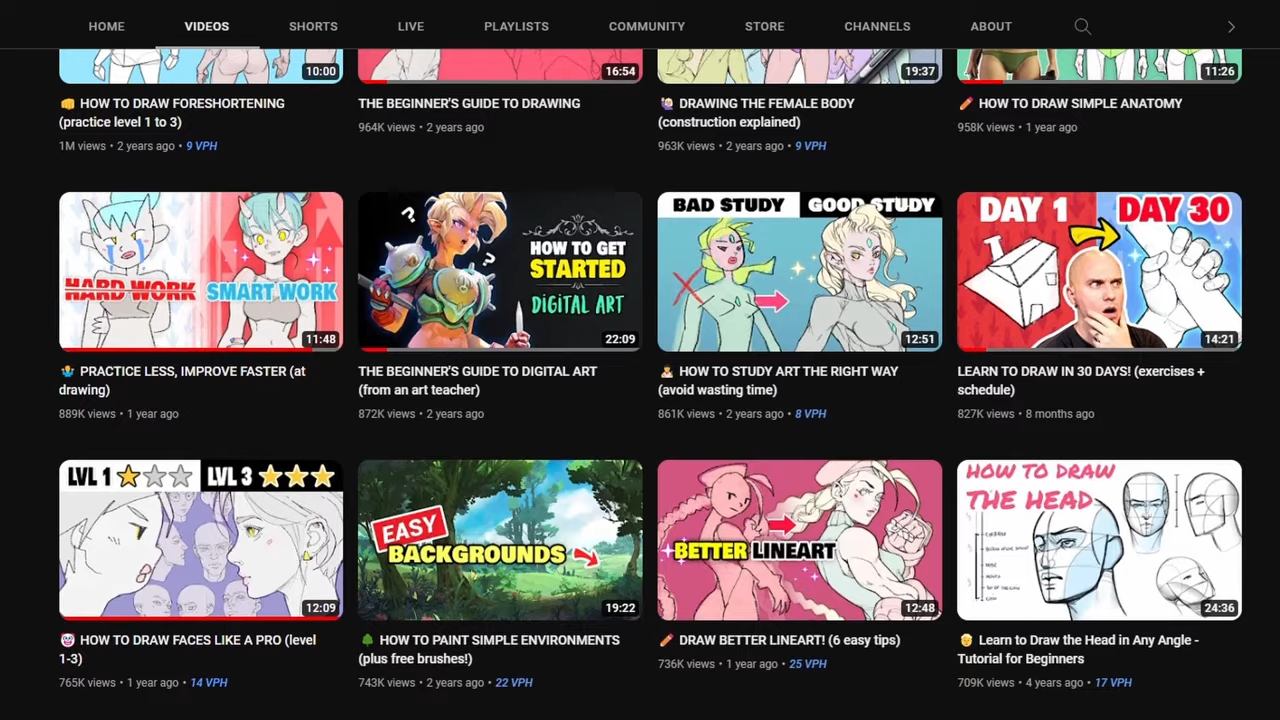 HOME VIDEOS SHORTS LIVE PLAYLISTS COMMUNITY STORE CHANNELS ABOUT
10:00
16:54
19:37
11:26
👊 HOW TO DRAW FORESHORTENING
(practice level 1 to 3)
1M views • 2 years ago • 9 VPH
THE BEGINNER'S GUIDE TO DRAWING
964K views • 2 years ago
DRAWING THE FEMALE BODY
(construction explained)
963K views • 2 years ago • 9 VPH
HOW TO DRAW SIMPLE ANATOMY
958K views • 1 year ago
HARD WORK SMART WORK
11:48
PRACTICE LESS, IMPROVE FASTER (at
drawing)
889K views • 1 year ago
? ?
HOW TO GET
STARTED
DIGITAL ART
22:09
THE BEGINNER'S GUIDE TO DIGITAL ART
(from an art teacher)
872K views • 2 years ago
BAD STUDY GOOD STUDY
12:51
HOW TO STUDY ART THE RIGHT WAY
(avoid wasting time)
861K views • 2 years ago • 8 VPH
DAY 1 DAY 30
14:21
LEARN TO DRAW IN 30 DAYS! (exercises +
schedule)
827K views • 8 months ago
LVL 1 LVL 3
12:09
HOW TO DRAW FACES LIKE A PRO (level
1-3)
765K views • 1 year ago • 14 VPH
EASY
BACKGROUNDS
19:22
HOW TO PAINT SIMPLE ENVIRONMENTS
(plus free brushes!)
743K views • 2 years ago • 22 VPH
BETTER LINEART
12:48
DRAW BETTER LINEART! (6 easy tips)
736K views • 1 year ago • 25 VPH
HOW TO DRAW
THE HEAD
24:36
Learn to Draw the Head in Any Angle -
Tutorial for Beginners
709K views • 4 years ago • 17 VPH